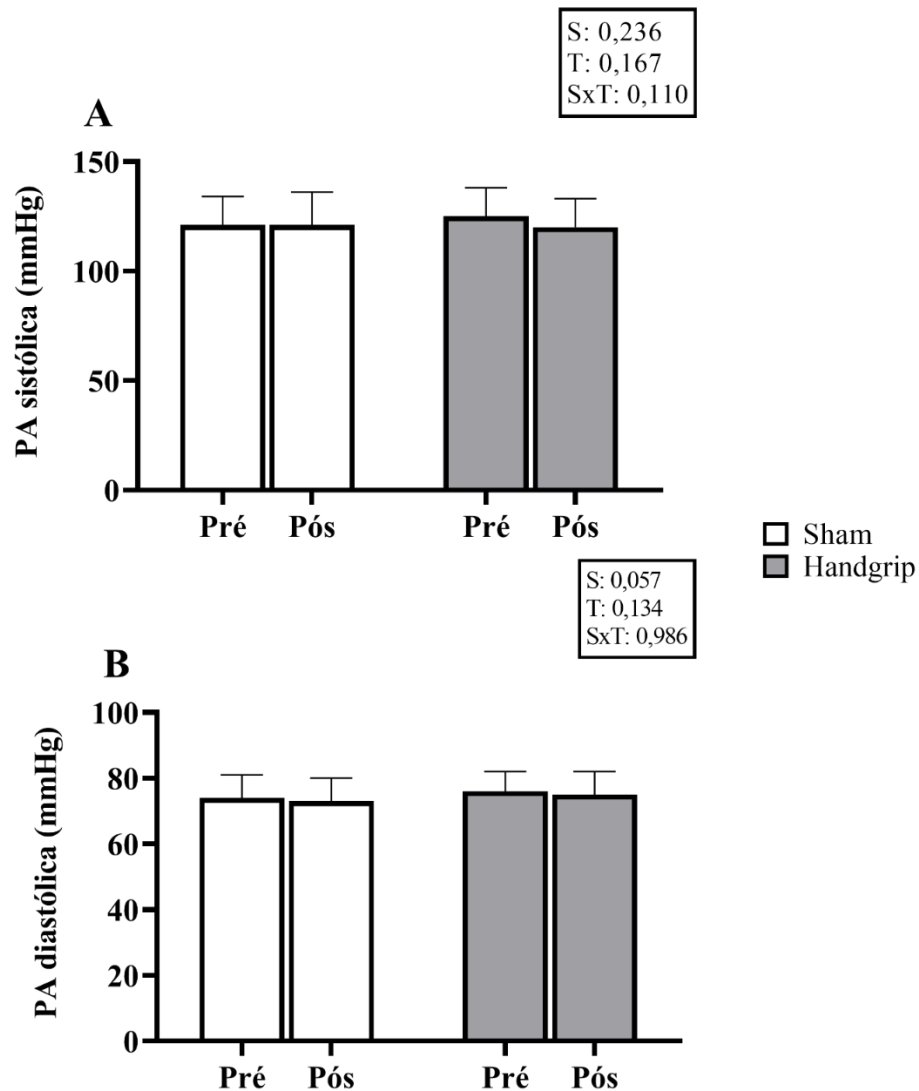 S: 0,236
T: 0,167
SxT: 0,110
A
PA sistólica (mmHg)
150
100
50
0
Pré Pós Pré Pós
Sham
Handgrip
S: 0,057
T: 0,134
SxT: 0,986
B
PA diastólica (mmHg)
100
80
60
40
20
0
Pré Pós Pré Pós